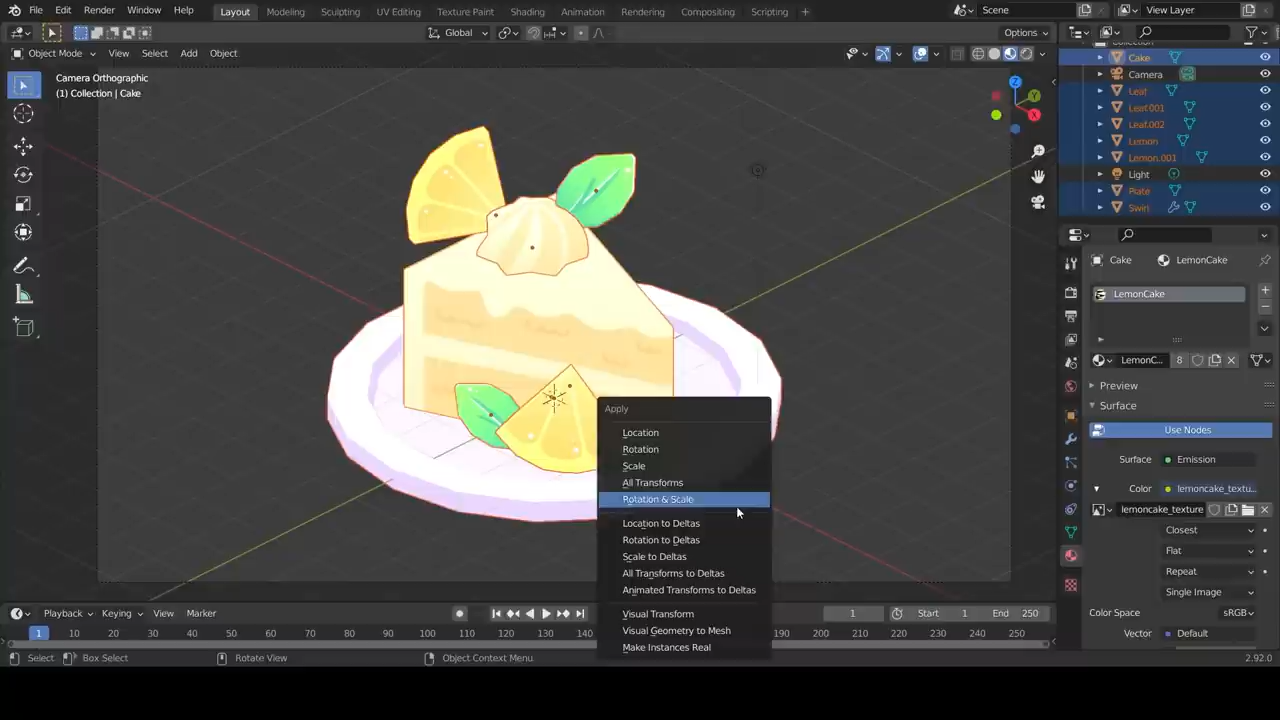 File Edit Render Window Help Layout Modeling Sculpting UV Editing Texture Paint Shading Animation Rendering Compositing Scripting + Scene View Layer
Global Options
Object Mode View Select Add Object
Camera Orthographic
(1) Collection | Cake
Collection
Cake
Camera
Leaf
Leaf.001
Leaf.002
Lemon
Lemon.001
Light
Plate
Swirl
Z
Y
X
Cake LemonCake
LemonCake
LemonC... 8
Preview
Surface
Use Nodes
Surface Emission
Color lemoncake_textu...
lemoncake_texture
Closest
Flat
Repeat
Single Image
Color Space sRGB
Vector Default
Apply
Location
Rotation
Scale
All Transforms
Rotation & Scale
Location to Deltas
Rotation to Deltas
Scale to Deltas
All Transforms to Deltas
Animated Transforms to Deltas
Visual Transform
Visual Geometry to Mesh
Make Instances Real
Playback Keying View Marker 1 Start 1 End 250
1 10 20 30 40 50 60 70 80 90 100 110 120 130 140 190 200 210 220 230 240 250
Select Box Select Rotate View Object Context Menu 2.92.0